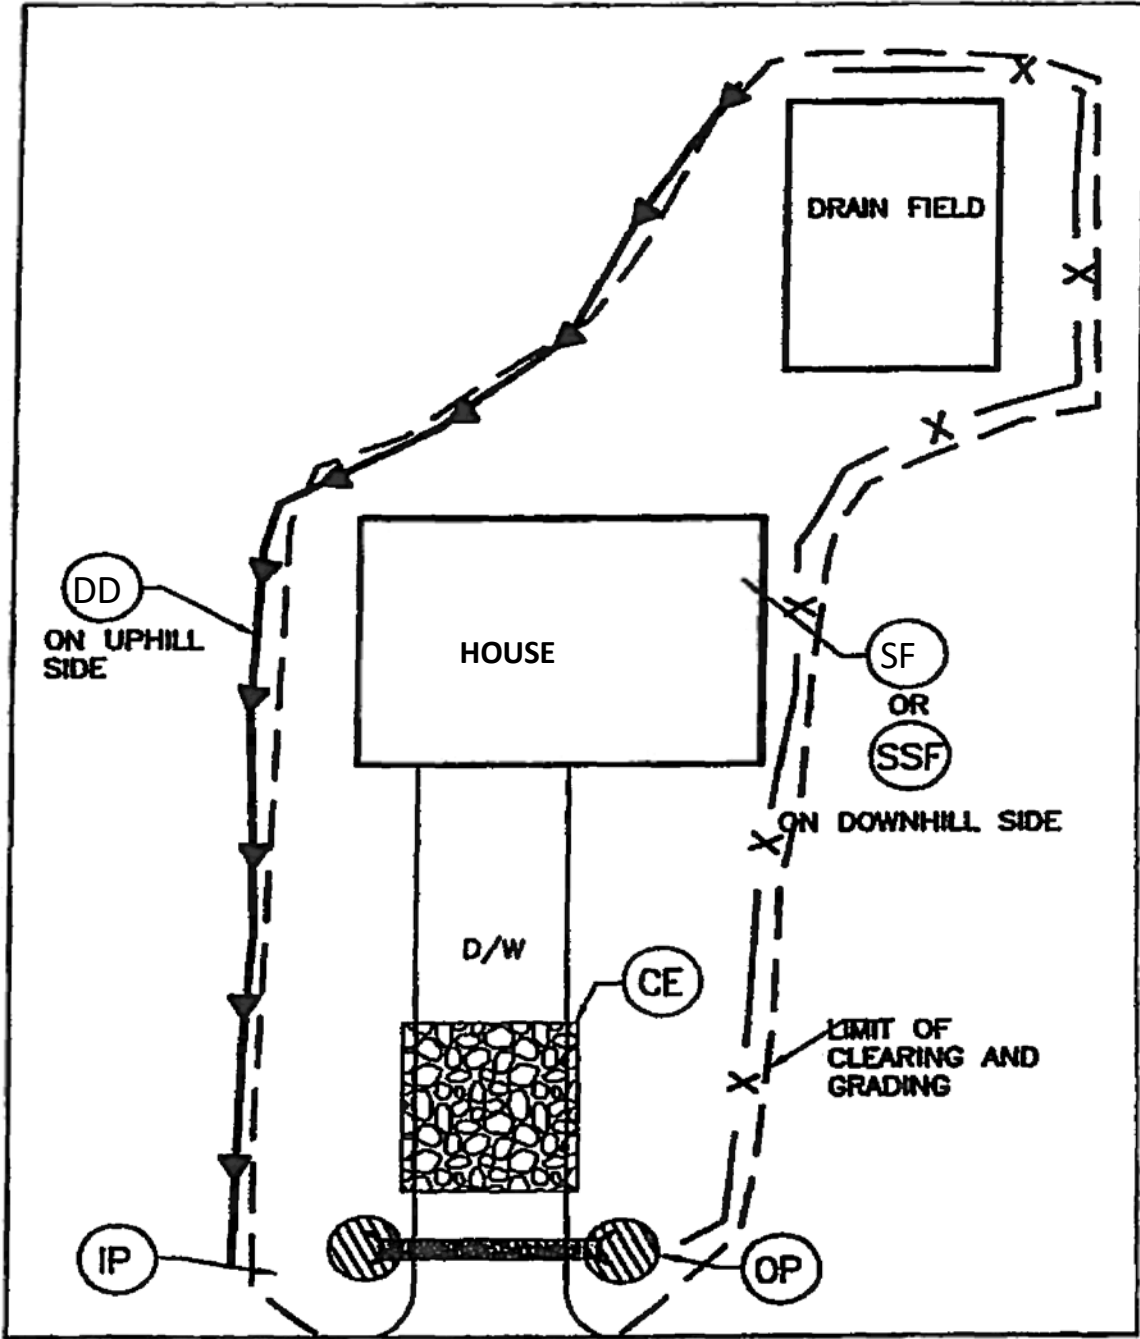 DRAIN FIELD
DD
ON UPHILL
SIDE
HOUSE
SF
OR
SSF
ON DOWNHILL SIDE
D/W
CE
LIMIT OF
CLEARING AND
GRADING
IP
OP